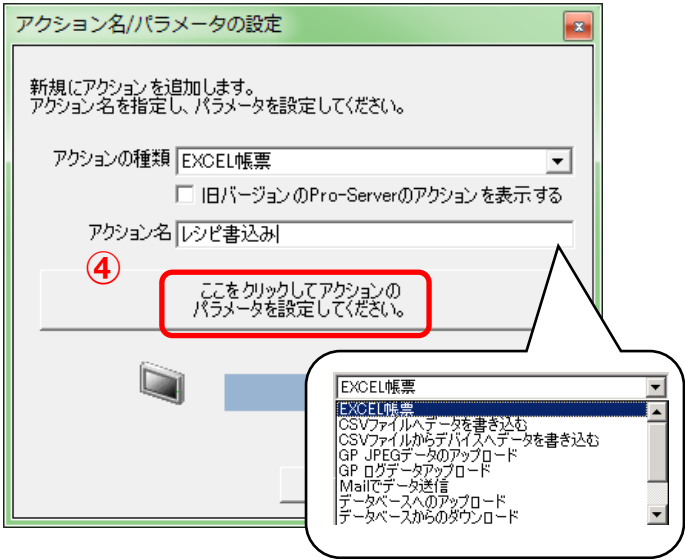 アクション名/パラメータの設定
新規にアクションを追加します。
アクション名を指定し、パラメータを設定してください。
アクションの種類 EXCEL帳票
旧バージョンのPro-Serverのアクションを表示する
アクション名 レシピ書込み
④
ここをクリックしてアクションの
パラメータを設定してください。
EXCEL帳票
EXCEL帳票
CSVファイルへデータを書き込む
CSVファイルからデバイスへデータを書き込む
GP JPEGデータのアップロード
GP ログデータアップロード
Mailでデータ送信
データベースへのアップロード
データベースからのダウンロード